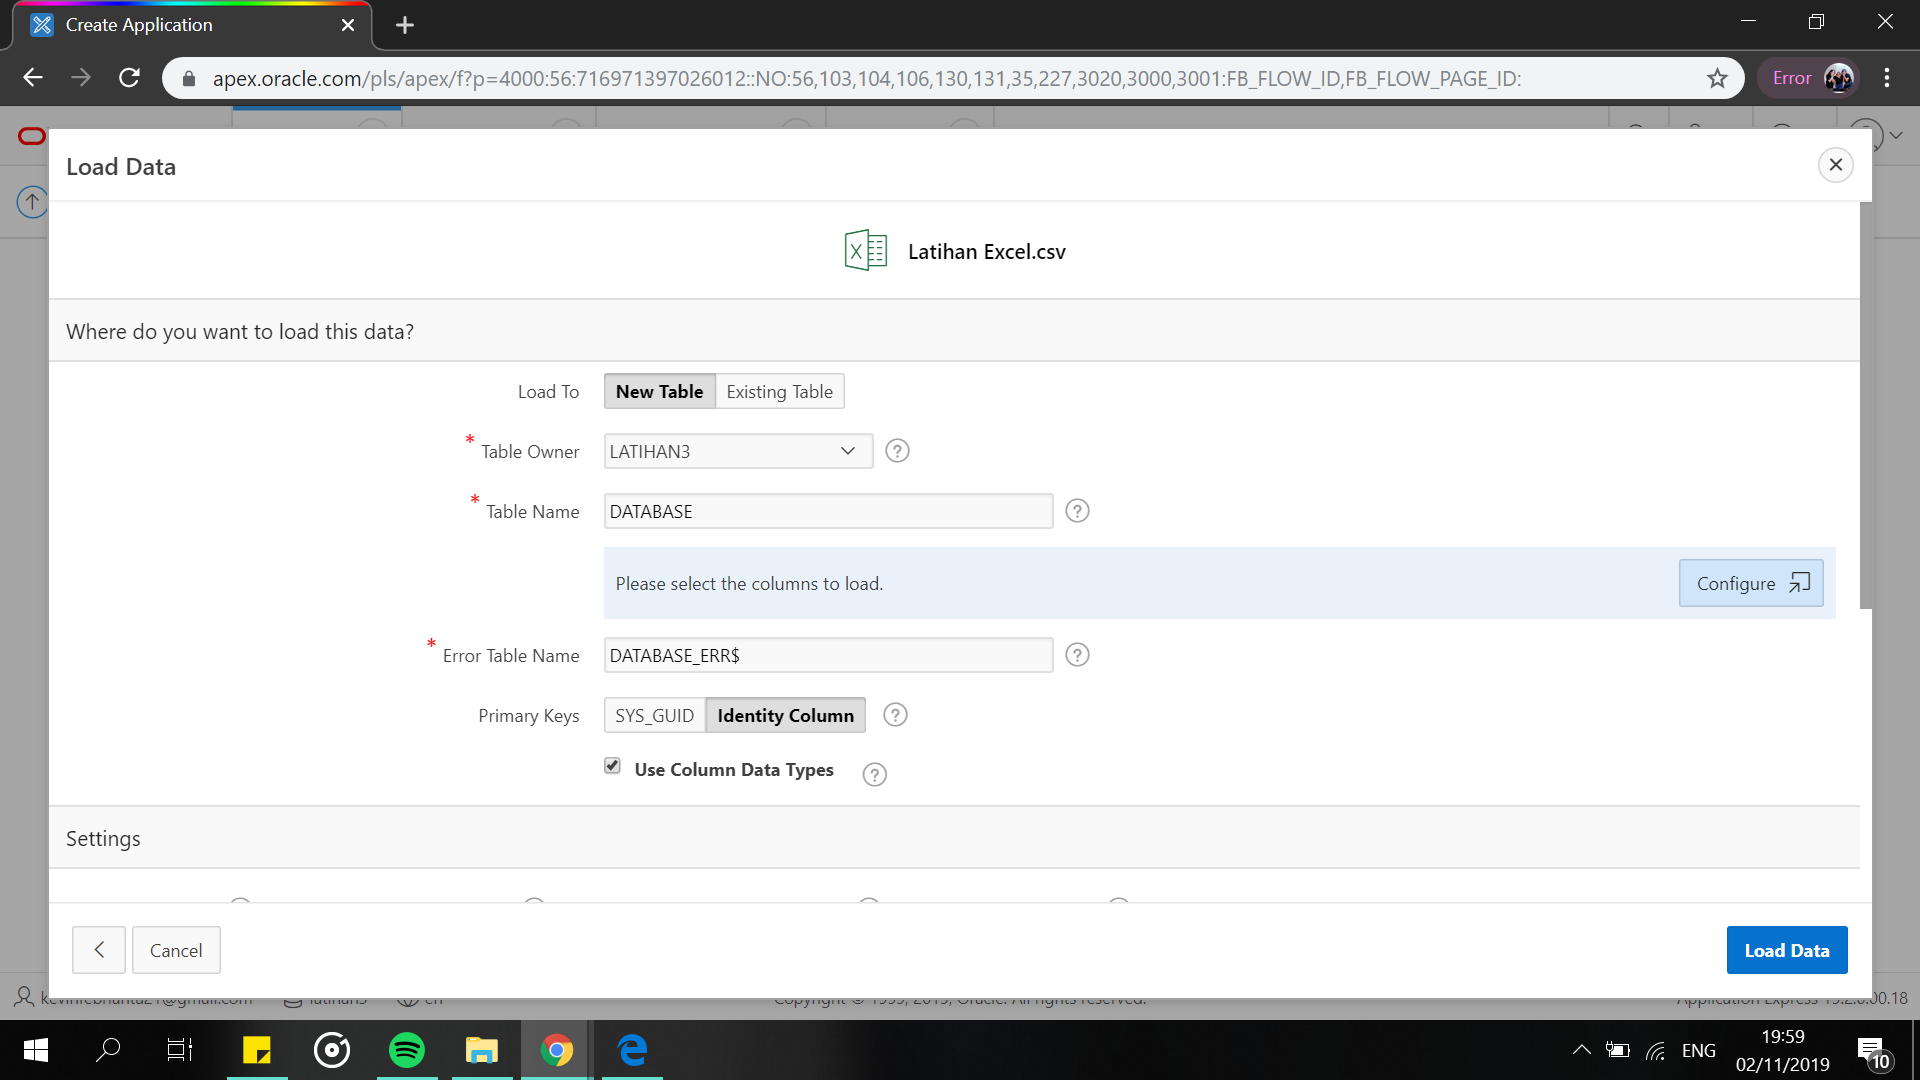 Create Application
apex.oracle.com/pls/apex/f?p=4000:56:716971397026012::NO:56,103,104,106,130,131,35,227,3020,3000,3001:FB_FLOW_ID,FB_FLOW_PAGE_ID:
Error
Load Data
Latihan Excel.csv
Where do you want to load this data?
Load To
New Table
Existing Table
* Table Owner
LATIHAN3
?
* Table Name
DATABASE
?
Please select the columns to load.
Configure
* Error Table Name
DATABASE_ERR$
?
Primary Keys
SYS_GUID
Identity Column
?
Use Column Data Types
?
Settings
Cancel
Load Data
latihan3
en
Copyright © 1999, 2019, Oracle. All rights reserved.
Application Express 19.2.0.00.18
ENG
19:59
02/11/2019
10